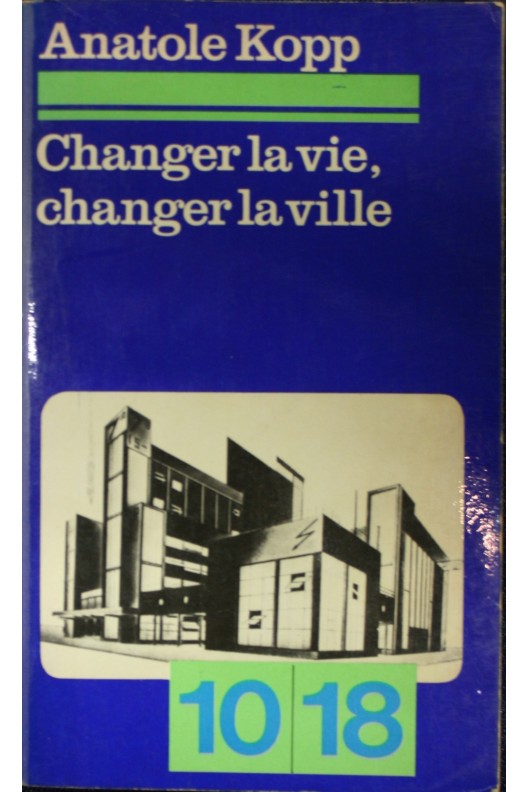 Anatole Kopp
Changer la vie,
changer la ville
10 18